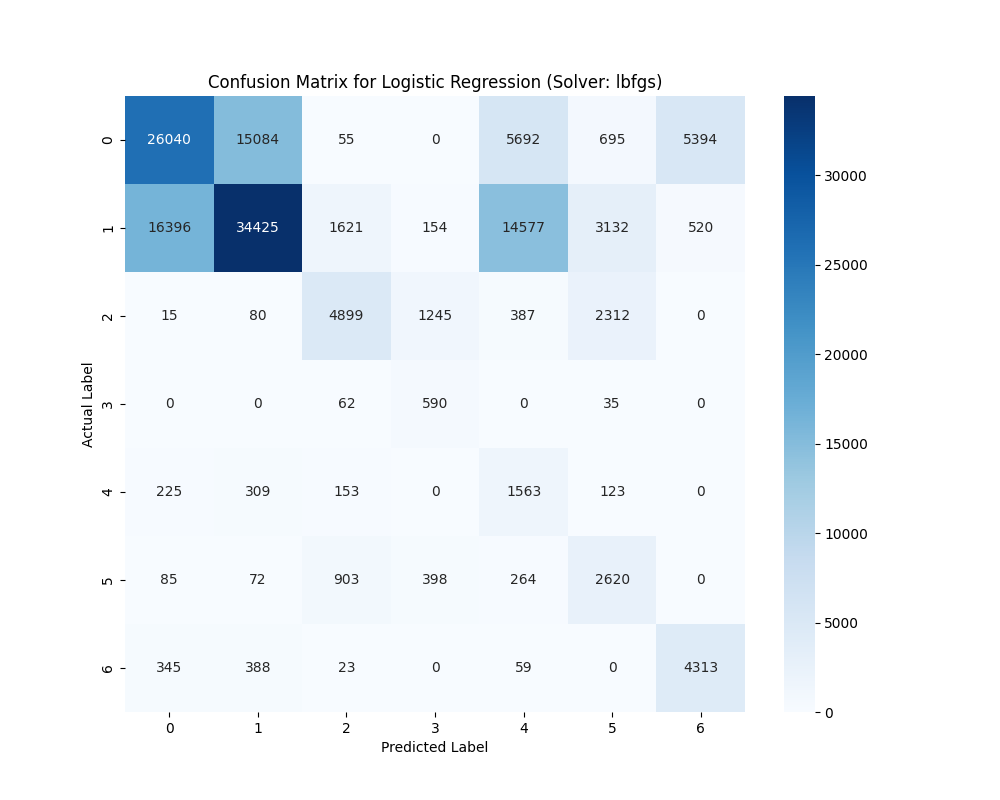 Confusion Matrix for Logistic Regression (Solver: lbfgs)
0 26040 15084 55 0 5692 695 5394
1 16396 34425 1621 154 14577 3132 520
2 15 80 4899 1245 387 2312 0
3 0 0 62 590 0 35 0
4 225 309 153 0 1563 123 0
5 85 72 903 398 264 2620 0
6 345 388 23 0 59 0 4313
0 1 2 3 4 5 6
Predicted Label
Actual Label
30000
25000
20000
15000
10000
5000
0